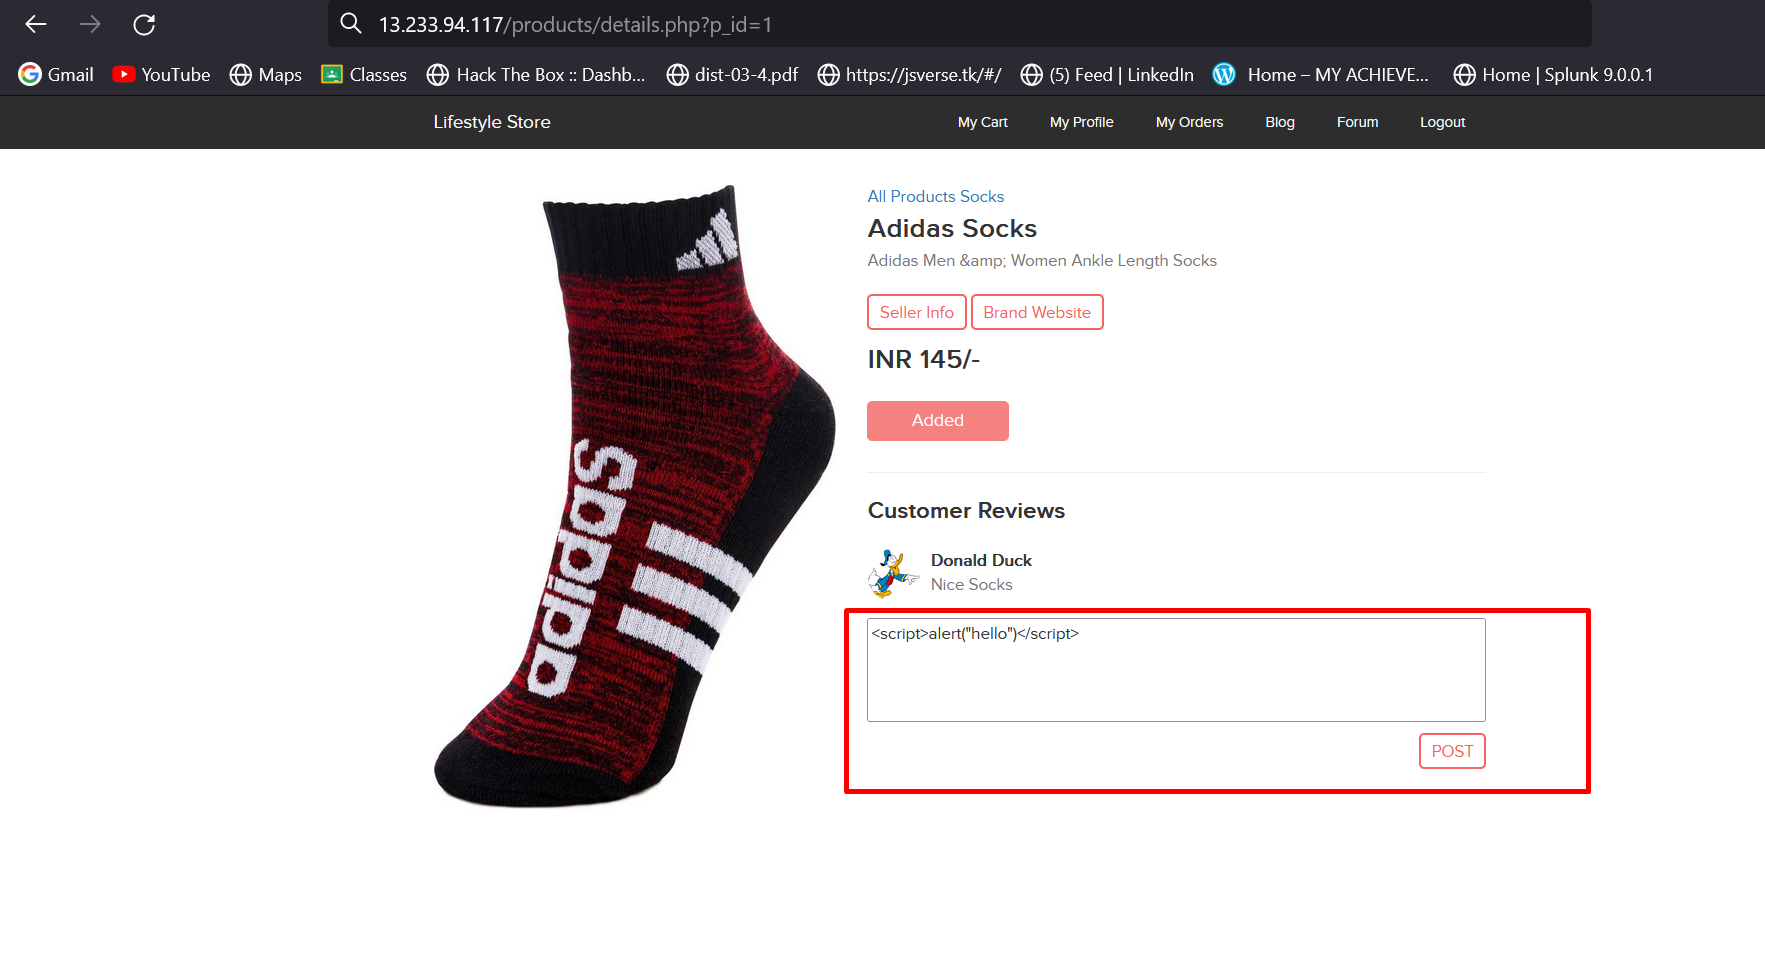 13.233.94.117/products/details.php?p_id=1
Gmail YouTube Maps Classes Hack The Box :: Dashb... dist-03-4.pdf https://jsverse.tk/#/ (5) Feed | LinkedIn Home – MY ACHIEVE... Home | Splunk 9.0.0.1
Lifestyle Store My Cart My Profile My Orders Blog Forum Logout
All Products Socks
Adidas Socks
Adidas Men &amp; Women Ankle Length Socks
Seller Info Brand Website
INR 145/-
Added
Customer Reviews
Donald Duck
Nice Socks
<script>alert("hello")</script>
POST
adidas